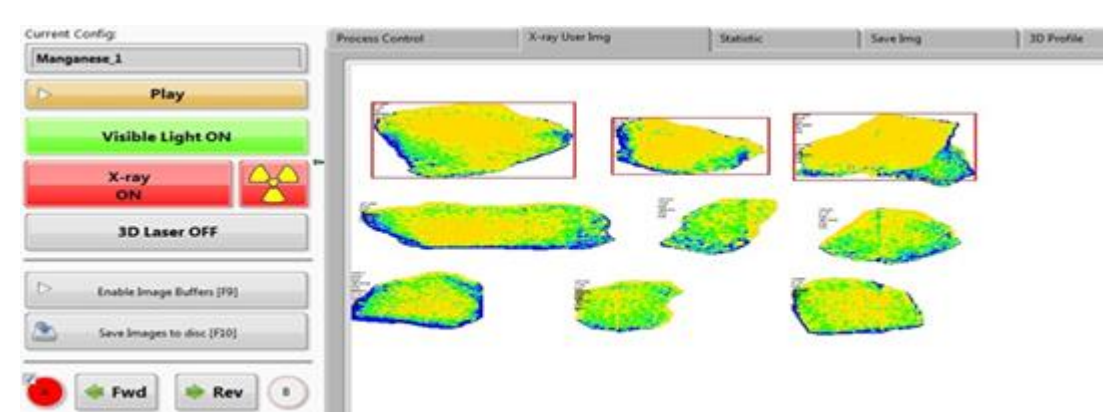 Current Config:
Manganese_1
Play
Visible Light ON
X-ray
ON
3D Laser OFF
Enable Image Buffers [F9]
Save Images to disc [F10]
Fwd
Rev
B
Process Control
X-ray User Img
Statistic
Save Img
3D Profile